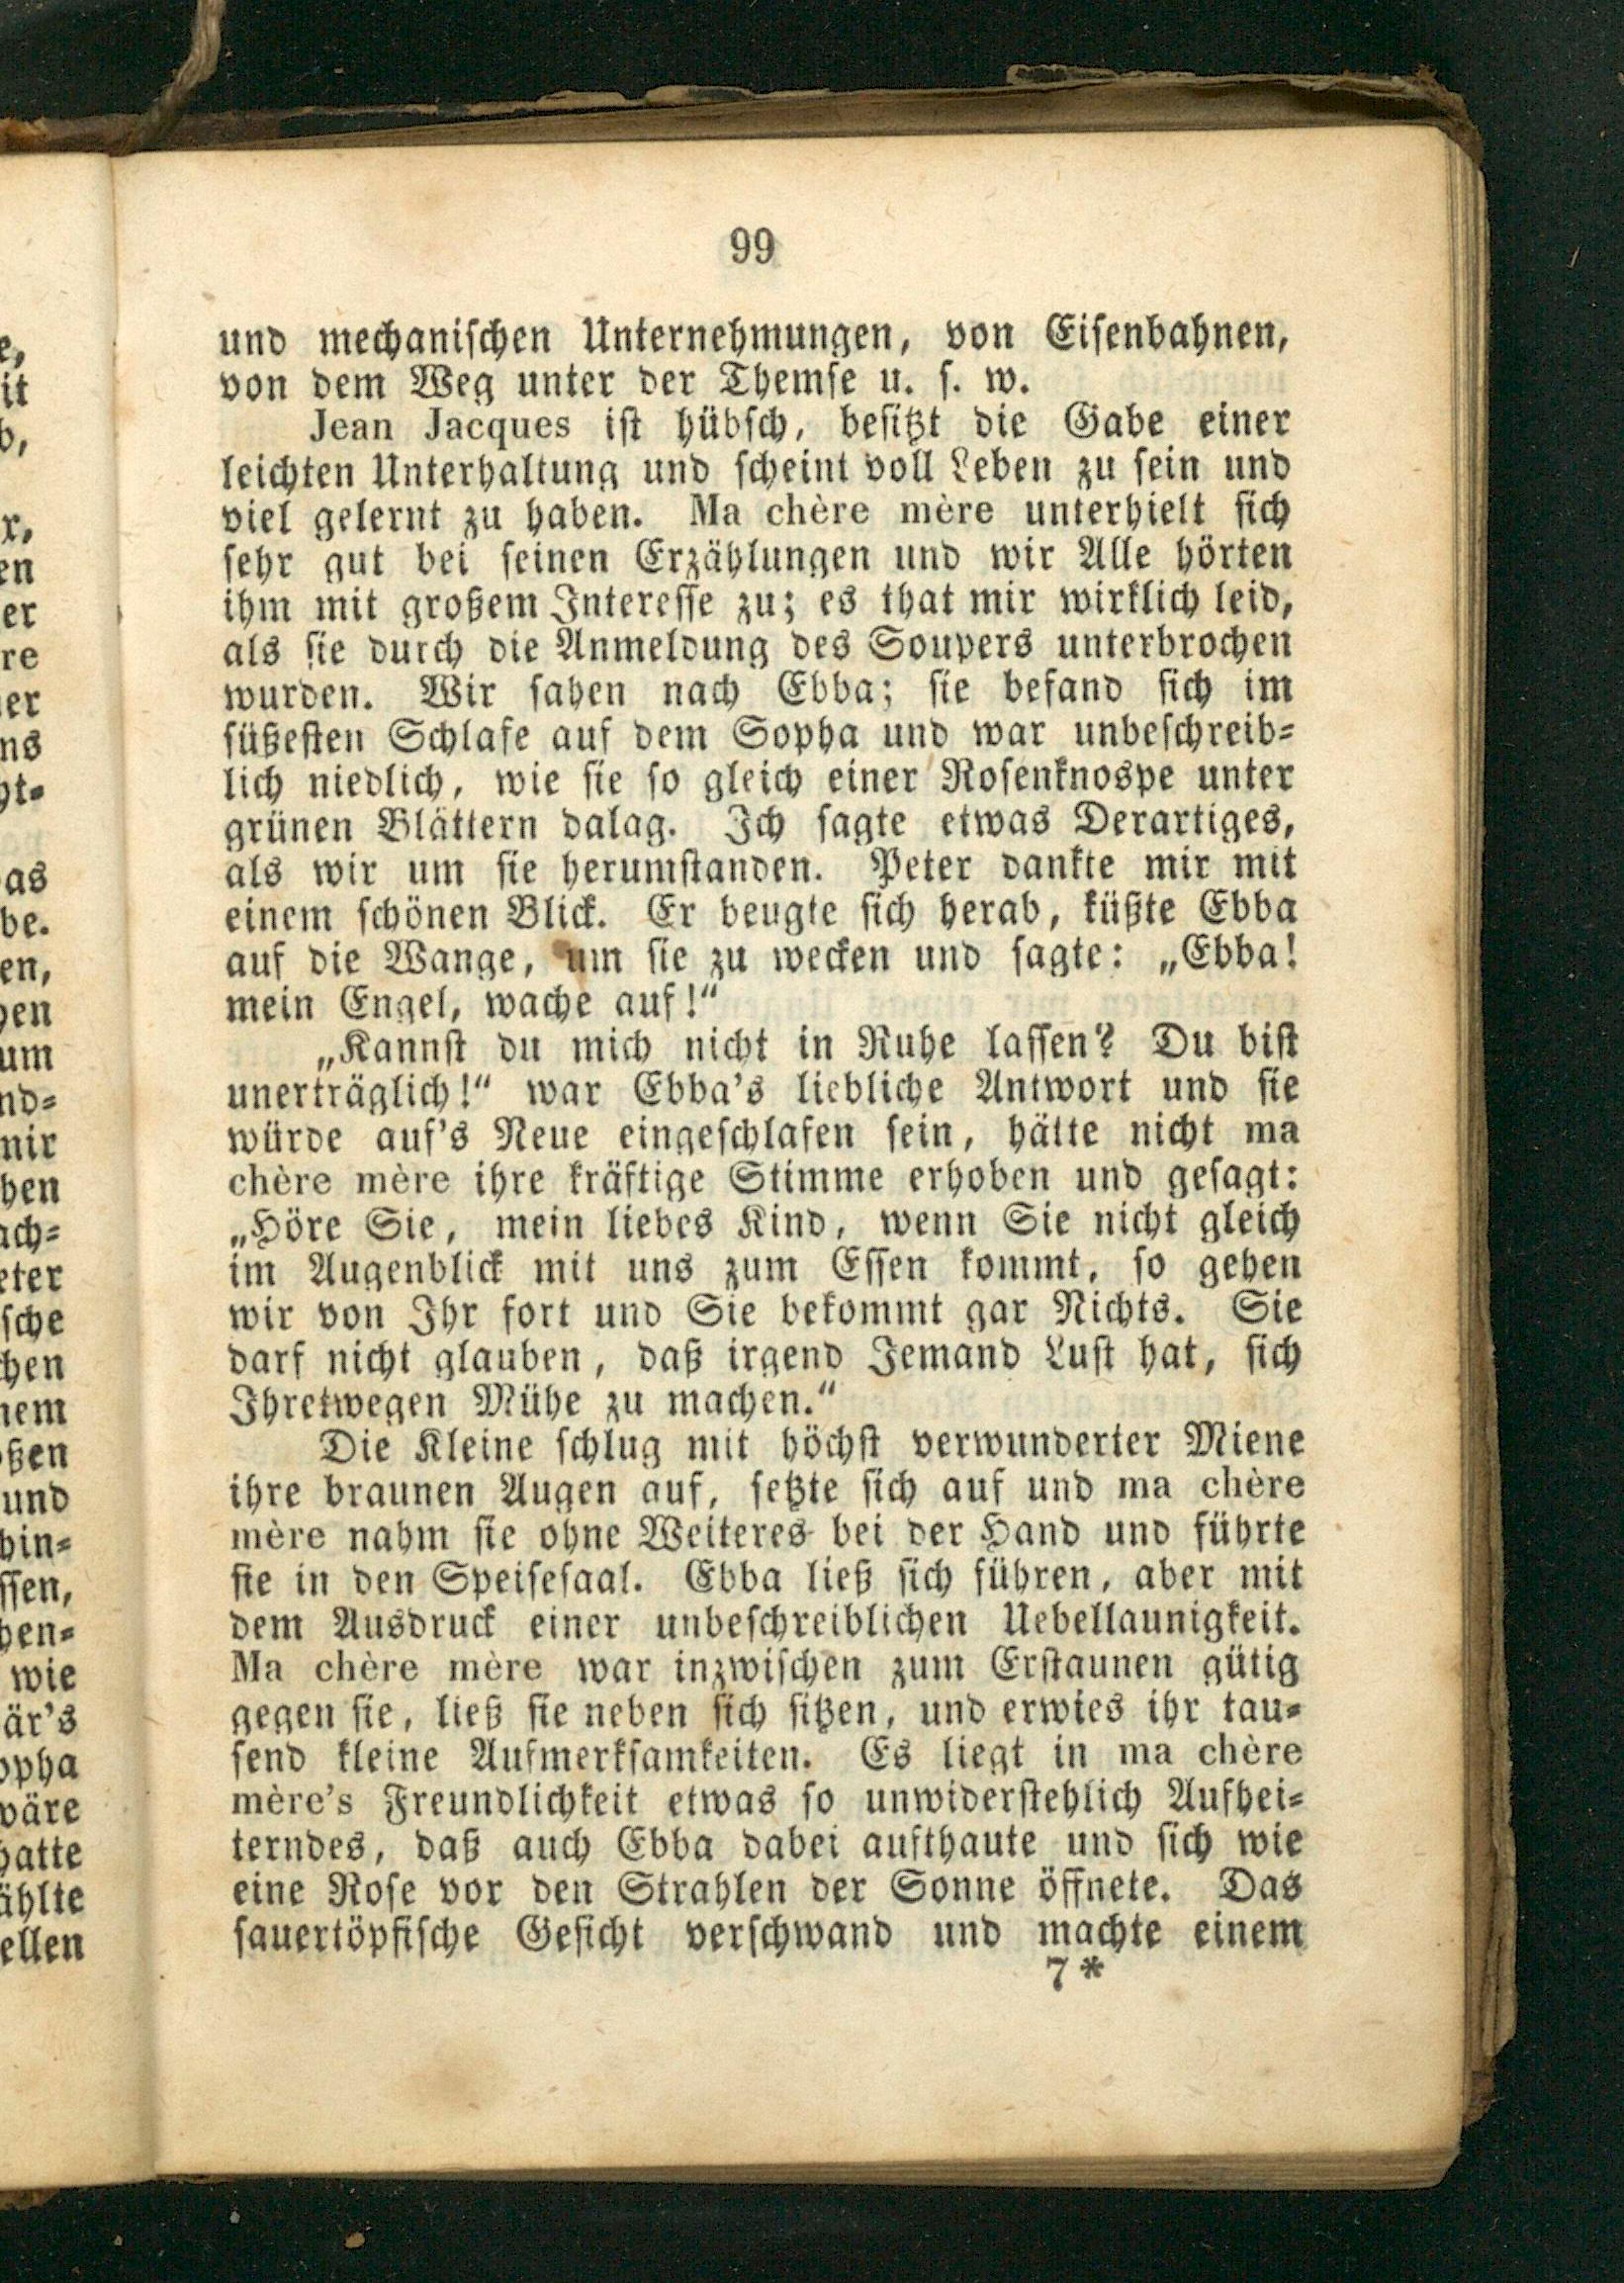 99
und mechanischen Unternehmungen, von Eisenbahnen,
von dem Weg unter der Themse u. s. w.
Jean Jacques ist hübsch, besitzt die Gabe einer
leichten Unterhaltung und scheint voll Leben zu sein und
viel gelernt zu haben. Ma chère mère unterhielt sich
sehr gut bei seinen Erzählungen und wir Alle hörten
ihm mit großem Interesse zu; es that mir wirklich leid,
als sie durch die Anmeldung des Soupers unterbrochen
wurden. Wir sahen nach Ebba; sie befand sich im
süßesten Schlafe auf dem Sopha und war unbeschreib-
lich niedlich, wie sie so gleich einer Rosenknospe unter
grünen Blättern dalag. Ich sagte etwas Derartiges,
als wir um sie herumstanden. Peter dankte mir mit
einem schönen Blick. Er beugte sich herab, küßte Ebba
auf die Wange, um sie zu wecken und sagte: „Ebba!
mein Engel, wache auf!“
„Kannst du mich nicht in Ruhe lassen? Du bist
unerträglich!“ war Ebba's liebliche Antwort und sie
würde auf's Neue eingeschlafen sein, hätte nicht ma
chère mère ihre kräftige Stimme erhoben und gesagt:
„Höre Sie, mein liebes Kind, wenn Sie nicht gleich
im Augenblick mit uns zum Essen kommt, so gehen
wir von Ihr fort und Sie bekommt gar Nichts. Sie
darf nicht glauben, daß irgend Jemand Lust hat, sich
Ihretwegen Mühe zu machen.“
Die Kleine schlug mit höchst verwunderter Miene
ihre braunen Augen auf, setzte sich auf und ma chère
mère nahm sie ohne Weiteres bei der Hand und führte
sie in den Speisesaal. Ebba ließ sich führen, aber mit
dem Ausdruck einer unbeschreiblichen Uebellaunigkeit.
Ma chère mère war inzwischen zum Erstaunen gütig
gegen sie, ließ sie neben sich sitzen, und erwies ihr tau-
send kleine Aufmerksamkeiten. Es liegt in ma chère
mère's Freundlichkeit etwas so unwiderstehlich Aufhei-
terndes, daß auch Ebba dabei aufthaute und sich wie
eine Rose vor den Strahlen der Sonne öffnete. Das
sauertöpfische Gesicht verschwand und machte einem
7*